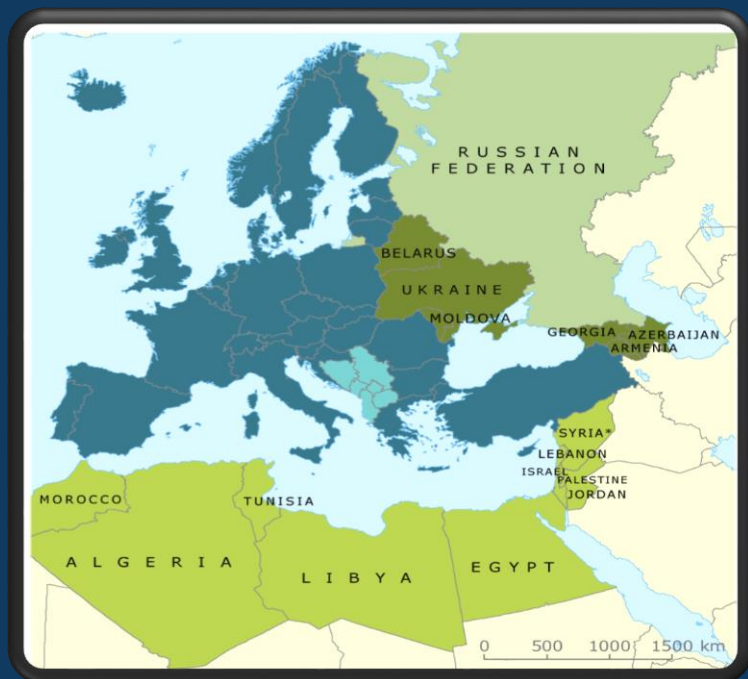 RUSSIAN
FEDERATION
BELARUS
UKRAINE
MOLDOVA
GEORGIA
AZERBAIJAN
ARMENIA
SYRIA*
LEBANON
ISRAEL
PALESTINE
JORDAN
MOROCCO
TUNISIA
ALGERIA
LIBYA
EGYPT
0 500 1000 1500 km